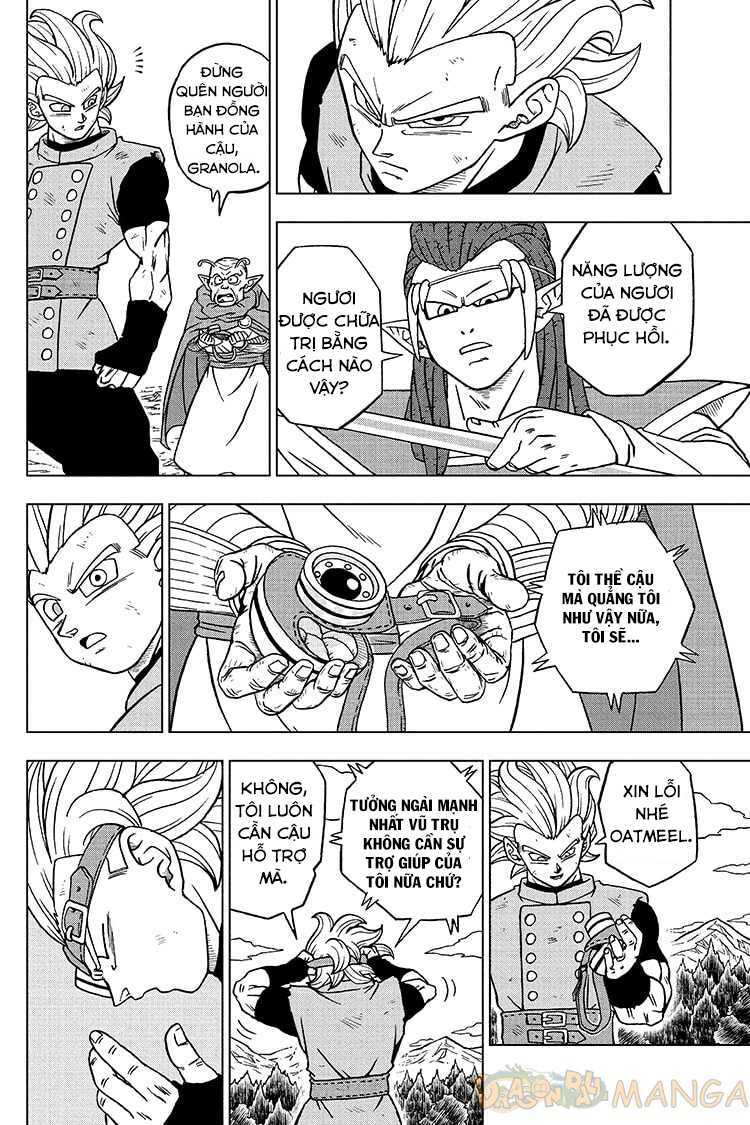 NĂNG LƯỢNG
CỦA NGƯƠI
ĐÃ ĐƯỢC
PHỤC HỒI.
NGƯƠI
ĐƯỢC CHỮA
TRỊ BẰNG
CÁCH NÀO
VẬY?
ĐỪNG
QUÊN NGƯỜI
BẠN ĐỒNG
HÀNH CỦA
CẬU,
GRANOLA.
TÔI THỀ CẬU
MÀ QUẲNG TÔI
NHƯ VẬY NỮA,
TÔI SẼ...
XIN LỖI
NHÉ
OATMEEL.
TƯỞNG NGÀI MẠNH
NHẤT VŨ TRỤ
KHÔNG CẦN SỰ
TRỢ GIÚP CỦA
TÔI NỮA CHỨ?
KHÔNG,
TÔI LUÔN
CẦN CẬU
HỖ TRỢ
MÀ.
DRAGON BALL MANGA